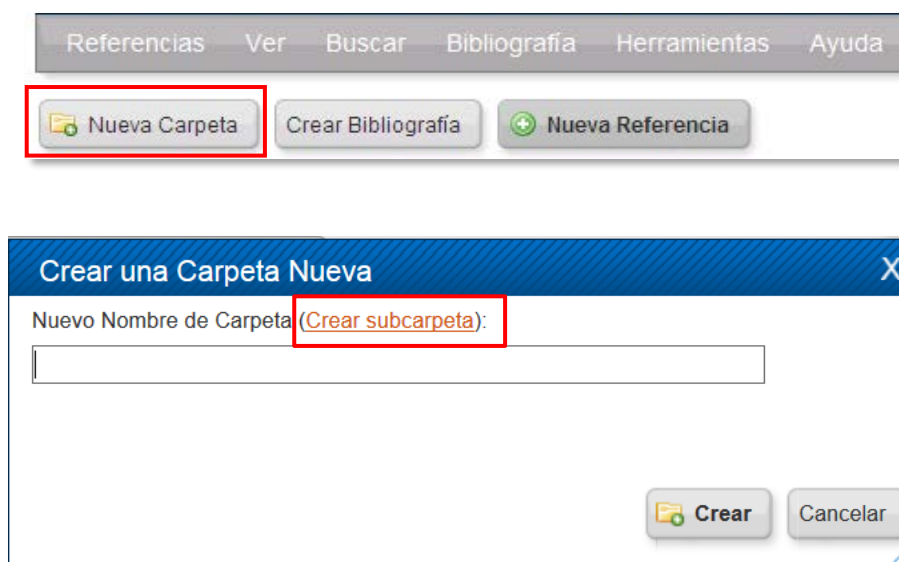 Referencias Ver Buscar Bibliografía Herramientas Ayuda
Nueva Carpeta Crear Bibliografía Nueva Referencia
Crear una Carpeta Nueva X
Nuevo Nombre de Carpeta (Crear subcarpeta):
Crear Cancelar